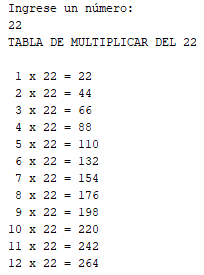 Ingrese un número:
22
TABLA DE MULTIPLICAR DEL 22
1 x 22 = 22
2 x 22 = 44
3 x 22 = 66
4 x 22 = 88
5 x 22 = 110
6 x 22 = 132
7 x 22 = 154
8 x 22 = 176
9 x 22 = 198
10 x 22 = 220
11 x 22 = 242
12 x 22 = 264